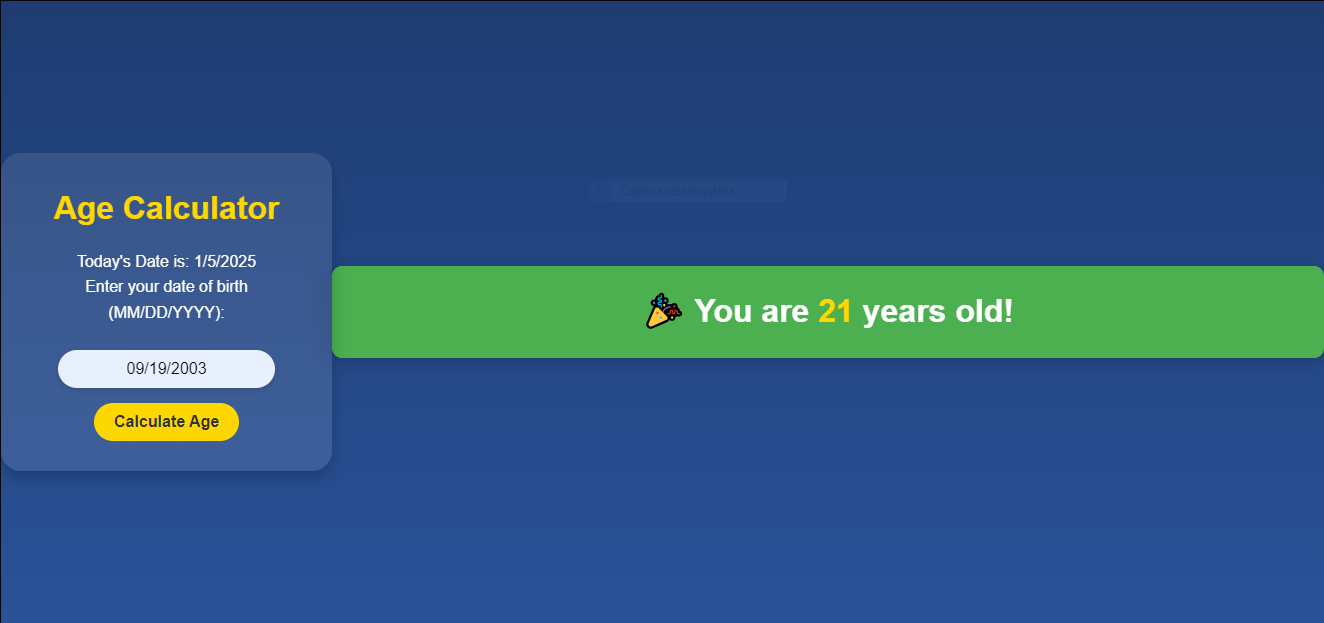 Age Calculator
Today's Date is: 1/5/2025
Enter your date of birth
(MM/DD/YYYY):
09/19/2003
Calculate Age
🎉 You are 21 years old!
Capture rectangulaire